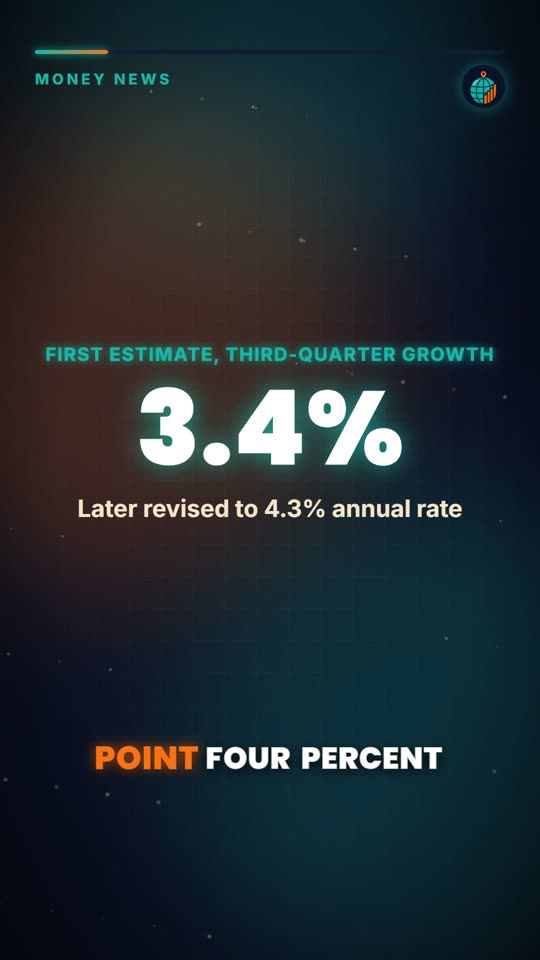 MONEY NEWS
FIRST ESTIMATE, THIRD-QUARTER GROWTH
3.4%
Later revised to 4.3% annual rate
POINT FOUR PERCENT